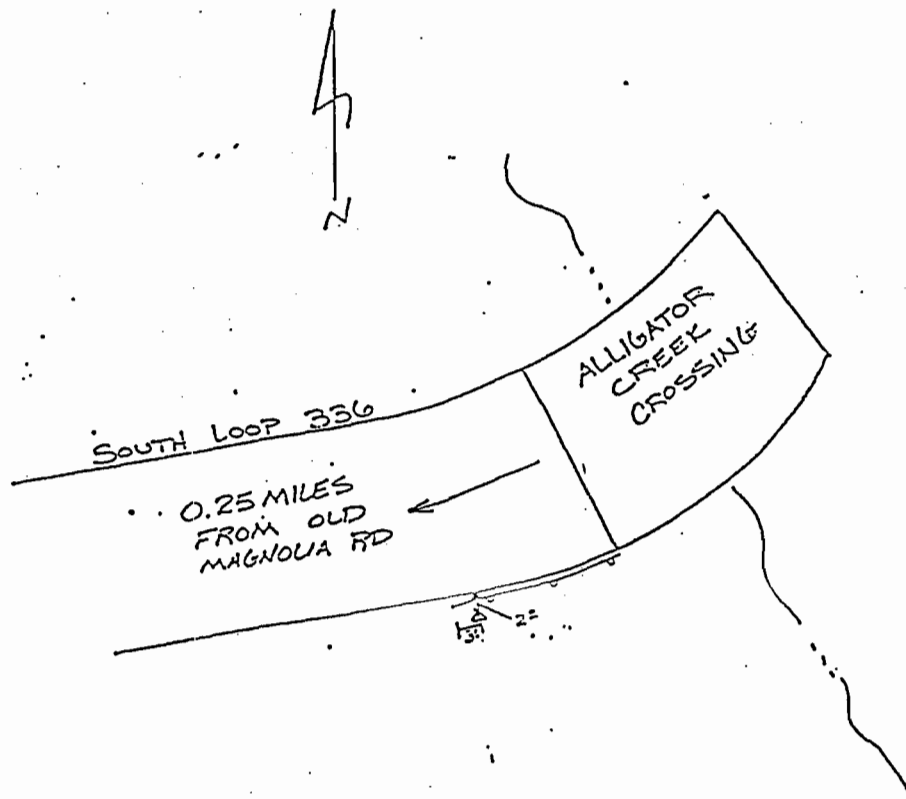 N
ALLIGATOR
CREEK
CROSSING
SOUTH LOOP 336
0.25 MILES
FROM OLD
MAGNOLIA RD